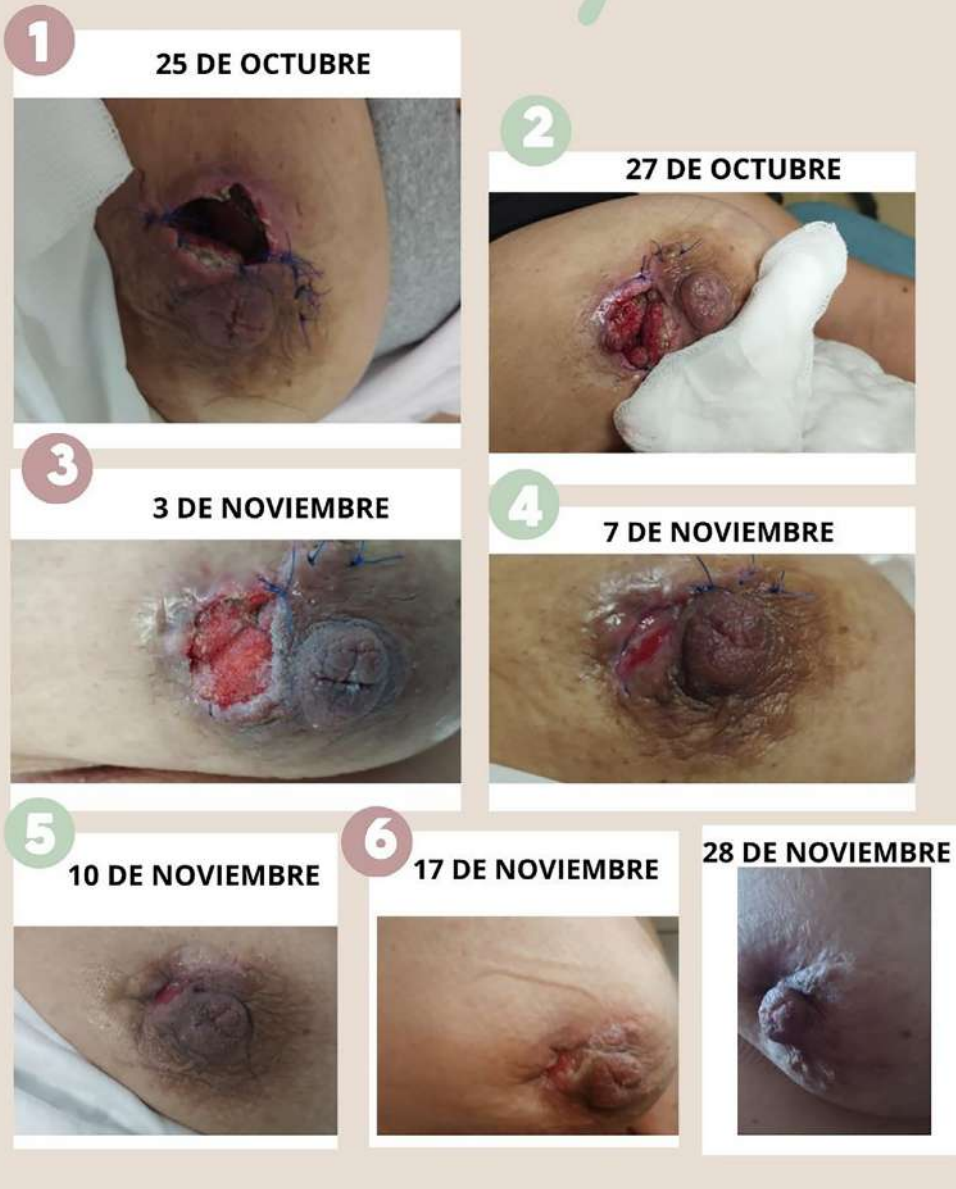 1
25 DE OCTUBRE
2
27 DE OCTUBRE
3
3 DE NOVIEMBRE
4
7 DE NOVIEMBRE
5
10 DE NOVIEMBRE
6
17 DE NOVIEMBRE
28 DE NOVIEMBRE